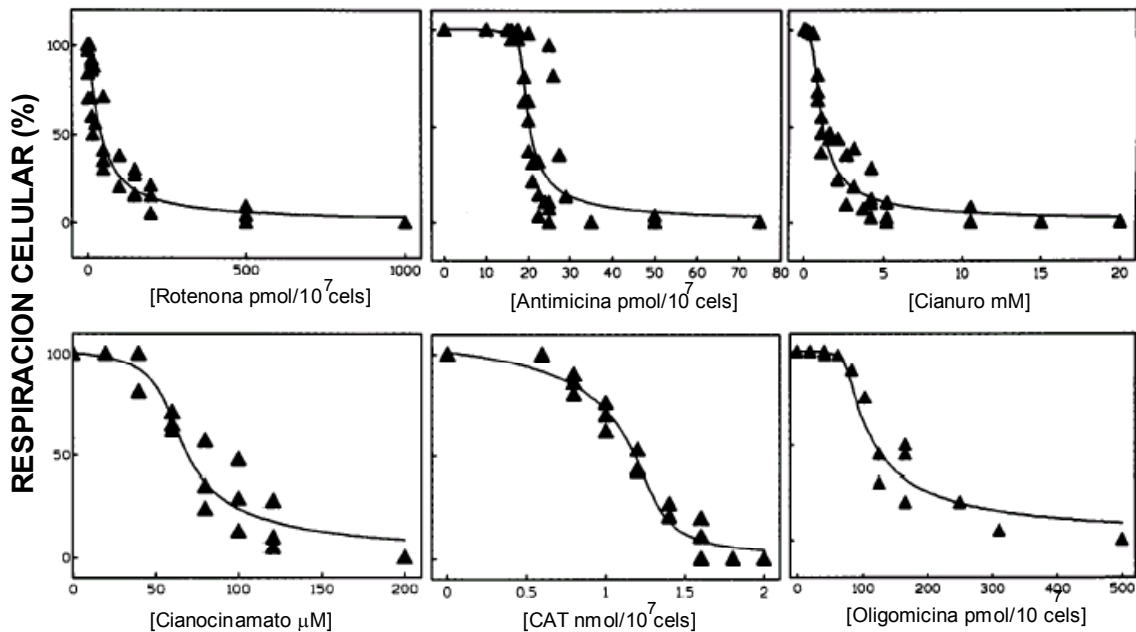 RESPIRACION CELULAR (%)
100
50
0
0 500 1000
[Rotenona pmol/10⁷cels]
0 10 20 30 40 50 60 70 80
[Antimicina pmol/10⁷cels]
0 5 10 15 20
[Cianuro mM]
100
50
0
0 50 100 150 200
[Cianocinamato µM]
0 0.5 1 1.5 2
[CAT nmol/10⁷cels]
0 100 200 300 400 500
[Oligomicina pmol/10⁷ cels]